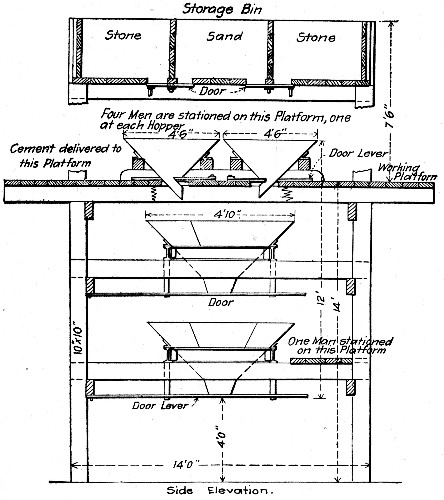 Storage Bin
Stone
Sand
Stone
Door
Four Men are stationed on this Platform, one
at each Hopper
4'6"
4'6"
7'6"
Cement delivered to
this Platform
Door Lever
Working
Platform
4'10"
Door
12'
14'
10"x10"
One Man stationed
on this Platform
Door Lever
4'0"
14'0"
Side Elevation.